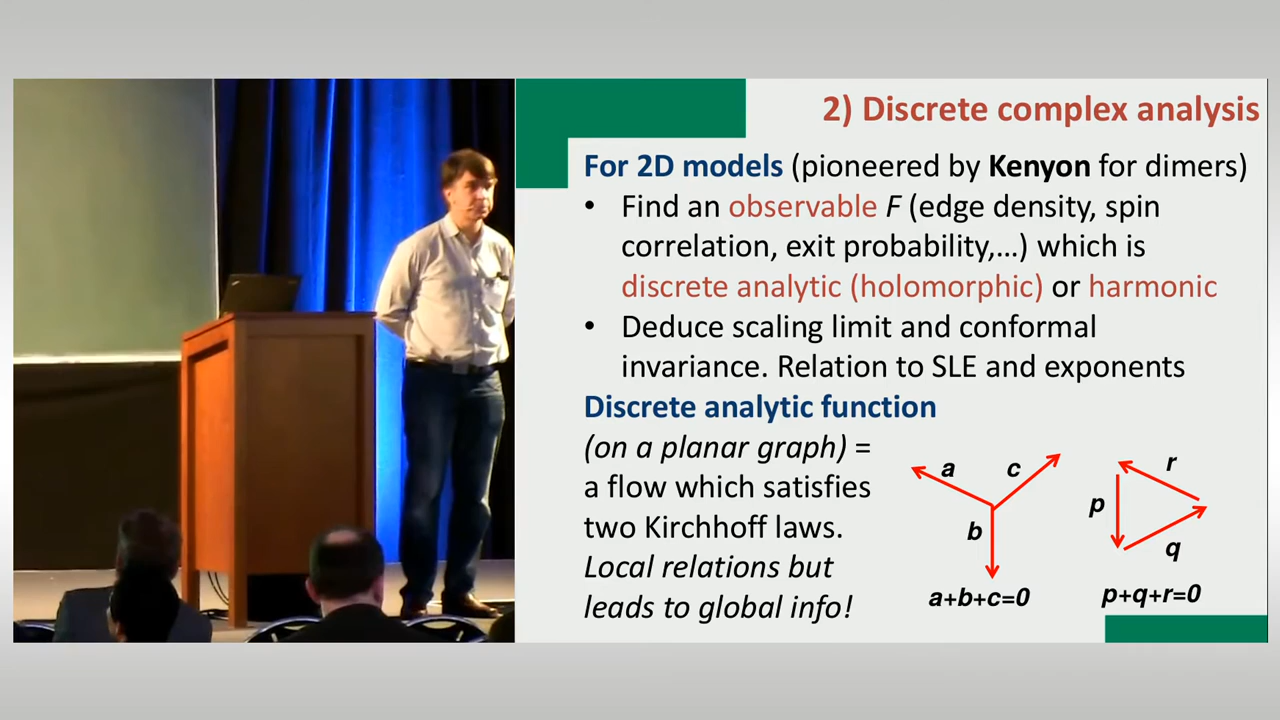 2) Discrete complex analysis
For 2D models (pioneered by Kenyon for dimers)
• Find an observable F (edge density, spin
correlation, exit probability,...) which is
discrete analytic (holomorphic) or harmonic
• Deduce scaling limit and conformal
invariance. Relation to SLE and exponents
Discrete analytic function
(on a planar graph) =
a flow which satisfies
two Kirchhoff laws.
Local relations but
leads to global info!
a
c
b
a+b+c=0
r
p
q
p+q+r=0